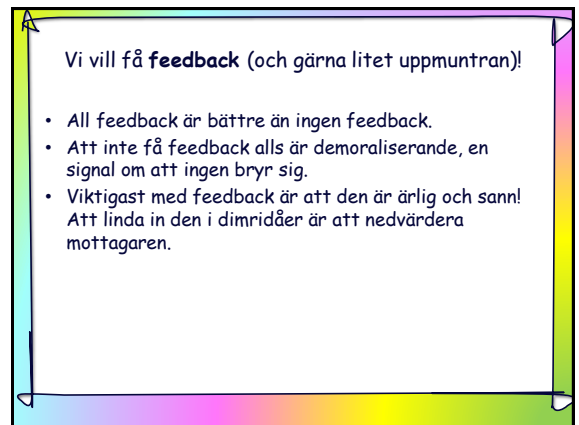 Vi vill få feedback (och gärna litet uppmuntran)!
• All feedback är bättre än ingen feedback.
• Att inte få feedback alls är demoraliserande, en
signal om att ingen bryr sig.
• Viktigast med feedback är att den är ärlig och sann!
Att linda in den i dimridåer är att nedvärdera
mottagaren.